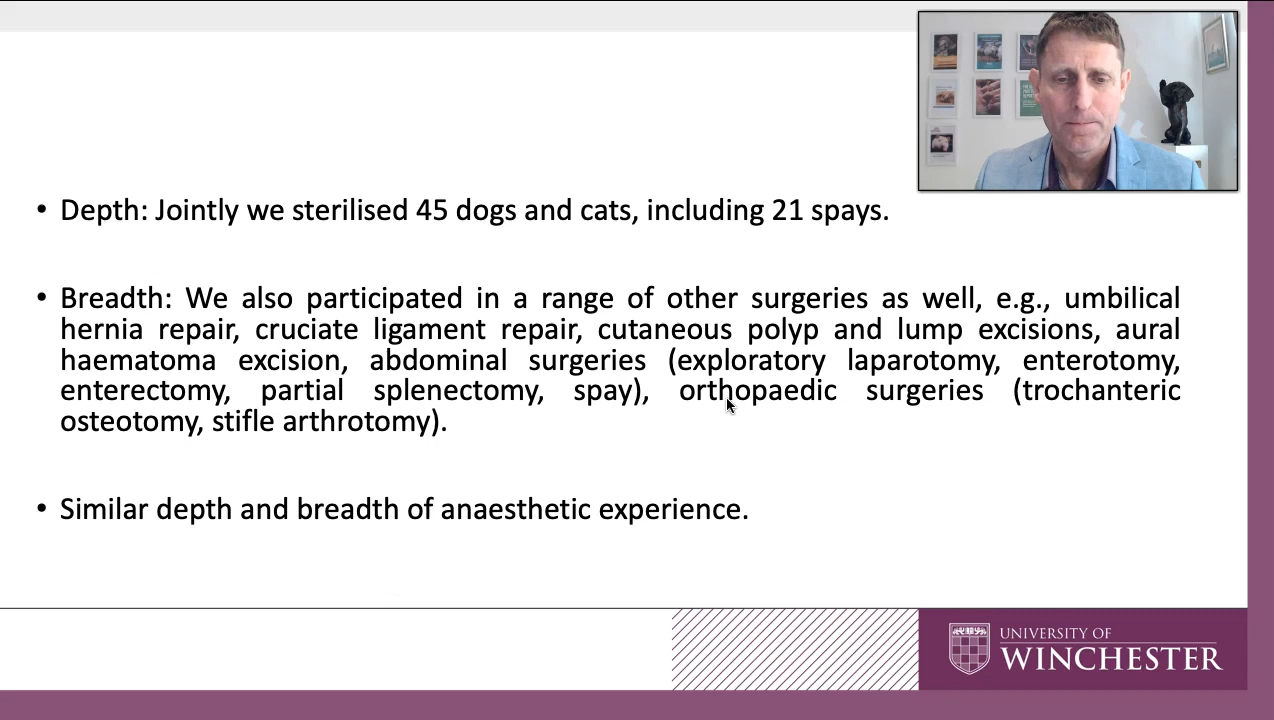 • Depth: Jointly we sterilised 45 dogs and cats, including 21 spays.
• Breadth: We also participated in a range of other surgeries as well, e.g., umbilical
hernia repair, cruciate ligament repair, cutaneous polyp and lump excisions, aural
haematoma excision, abdominal surgeries (exploratory laparotomy, enterotomy,
enterectomy, partial splenectomy, spay), orthopaedic surgeries (trochanteric
osteotomy, stifle arthrotomy).
• Similar depth and breadth of anaesthetic experience.
UNIVERSITY OF
WINCHESTER